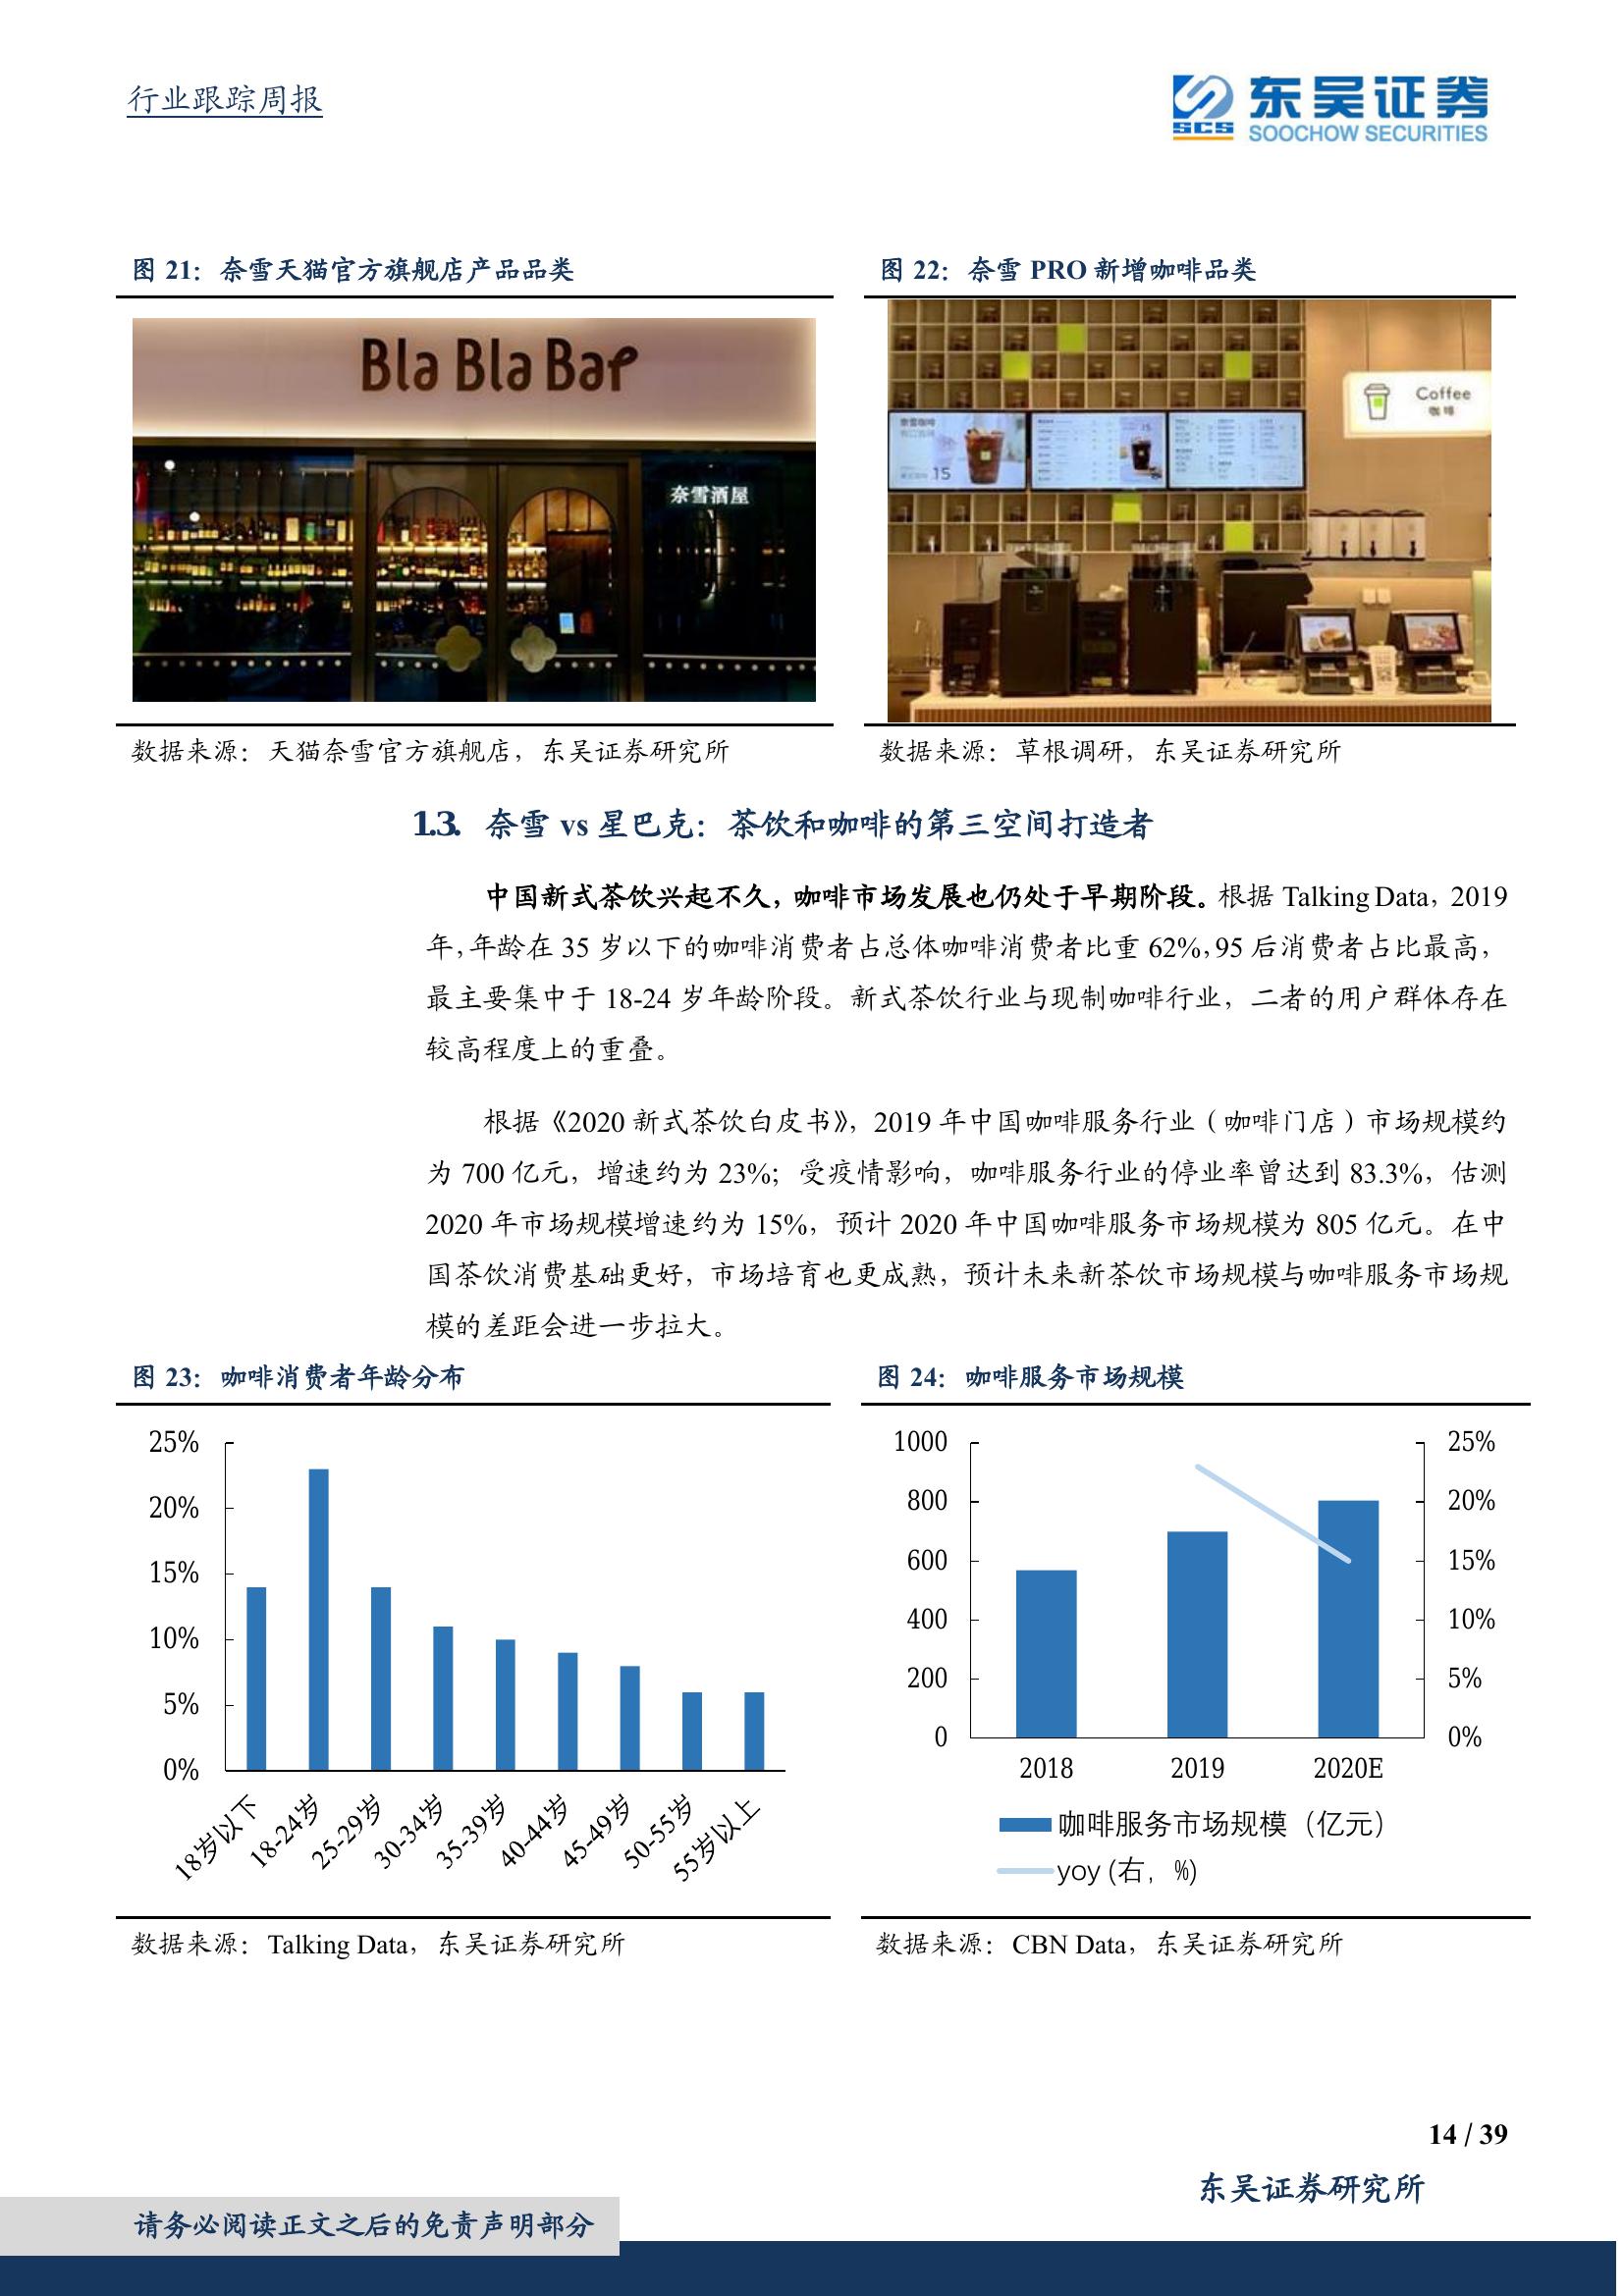 行业跟踪周报
SCS
东吴证券
SOOCHOW SECURITIES
图 21：奈雪天猫官方旗舰店产品品类
Bla Bla Bar
奈雪酒屋
数据来源：天猫奈雪官方旗舰店，东吴证券研究所
图 22：奈雪 PRO 新增咖啡品类
Coffee
咖啡
奈雪咖啡
15
15
数据来源：草根调研，东吴证券研究所
1.3. 奈雪 vs 星巴克：茶饮和咖啡的第三空间打造者
中国新式茶饮兴起不久，咖啡市场发展也仍处于早期阶段。根据 Talking Data，2019
年，年龄在 35 岁以下的咖啡消费者占总体咖啡消费者比重 62%，95 后消费者占比最高，
最主要集中于 18-24 岁年龄阶段。新式茶饮行业与现制咖啡行业，二者的用户群体存在
较高程度上的重叠。
根据《2020 新式茶饮白皮书》，2019 年中国咖啡服务行业（咖啡门店）市场规模约
为 700 亿元，增速约为 23%；受疫情影响，咖啡服务行业的停业率曾达到 83.3%，估测
2020 年市场规模增速约为 15%，预计 2020 年中国咖啡服务市场规模为 805 亿元。在中
国茶饮消费基础更好，市场培育也更成熟，预计未来新茶饮市场规模与咖啡服务市场规
模的差距会进一步拉大。
图 23：咖啡消费者年龄分布
25%
20%
15%
10%
5%
0%
18岁以下
18-24岁
25-29岁
30-34岁
35-39岁
40-44岁
45-49岁
50-55岁
55岁以上
数据来源：Talking Data，东吴证券研究所
图 24：咖啡服务市场规模
1000
800
600
400
200
0
25%
20%
15%
10%
5%
0%
2018
2019
2020E
咖啡服务市场规模（亿元）
yoy (右，%)
数据来源：CBN Data，东吴证券研究所
14 / 39
东吴证券研究所
请务必阅读正文之后的免责声明部分